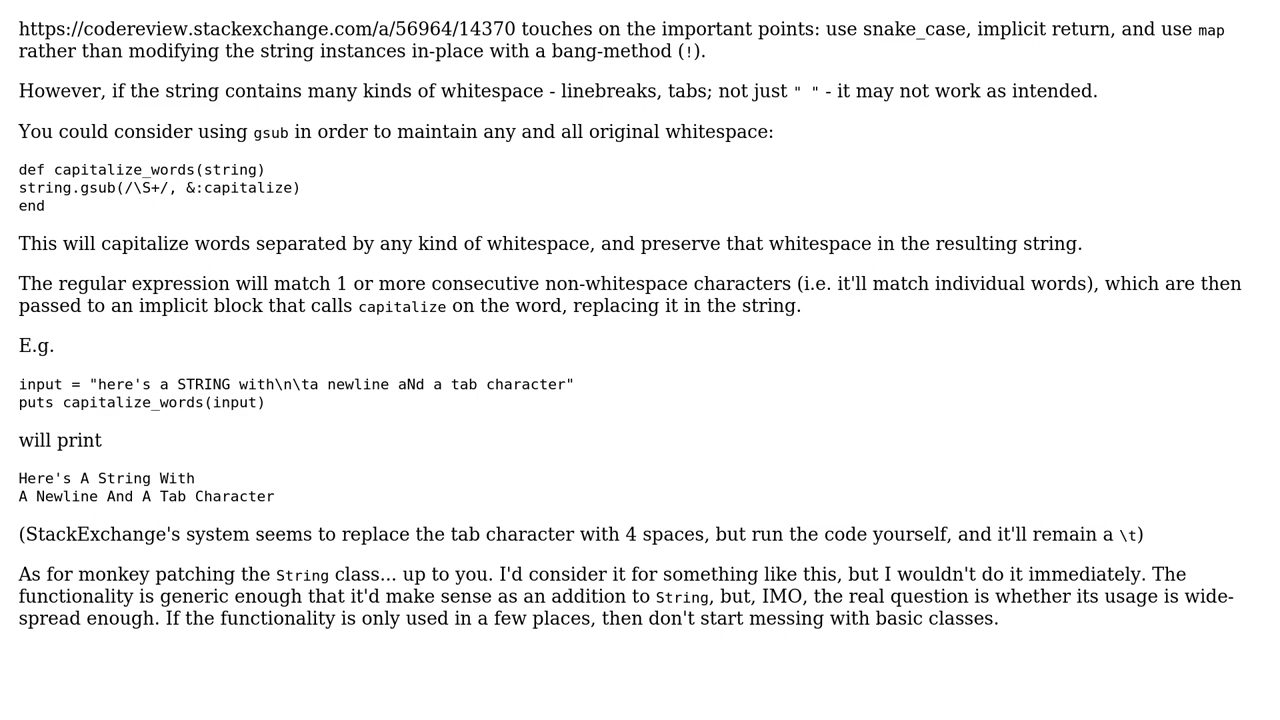 https://codereview.stackexchange.com/a/56964/14370 touches on the important points: use snake_case, implicit return, and use map
rather than modifying the string instances in-place with a bang-method (!).
However, if the string contains many kinds of whitespace - linebreaks, tabs; not just " " - it may not work as intended.
You could consider using gsub in order to maintain any and all original whitespace:
def capitalize_words(string)
string.gsub(/\S+/, &:capitalize)
end
This will capitalize words separated by any kind of whitespace, and preserve that whitespace in the resulting string.
The regular expression will match 1 or more consecutive non-whitespace characters (i.e. it'll match individual words), which are then
passed to an implicit block that calls capitalize on the word, replacing it in the string.
E.g.
input = "here's a STRING with\n\ta newline aNd a tab character"
puts capitalize_words(input)
will print
Here's A String With
A Newline And A Tab Character
(StackExchange's system seems to replace the tab character with 4 spaces, but run the code yourself, and it'll remain a \t)
As for monkey patching the String class... up to you. I'd consider it for something like this, but I wouldn't do it immediately. The
functionality is generic enough that it'd make sense as an addition to String, but, IMO, the real question is whether its usage is wide-
spread enough. If the functionality is only used in a few places, then don't start messing with basic classes.